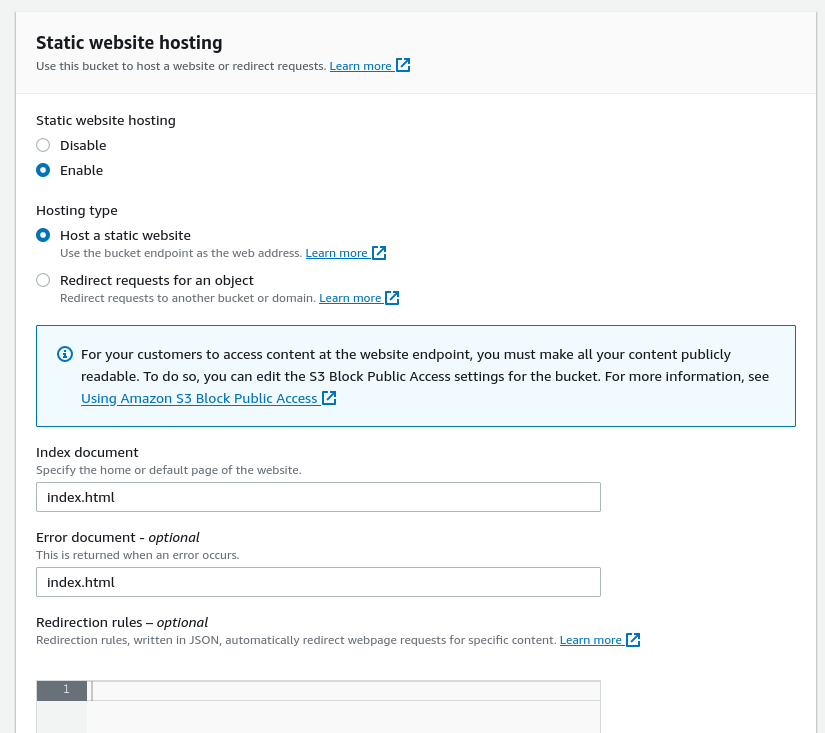 Static website hosting
Use this bucket to host a website or redirect requests. Learn more
Static website hosting
Disable
Enable
Hosting type
Host a static website
Use the bucket endpoint as the web address. Learn more
Redirect requests for an object
Redirect requests to another bucket or domain. Learn more
For your customers to access content at the website endpoint, you must make all your content publicly
readable. To do so, you can edit the S3 Block Public Access settings for the bucket. For more information, see
Using Amazon S3 Block Public Access
Index document
Specify the home or default page of the website.
index.html
Error document - optional
This is returned when an error occurs.
index.html
Redirection rules – optional
Redirection rules, written in JSON, automatically redirect webpage requests for specific content. Learn more
1